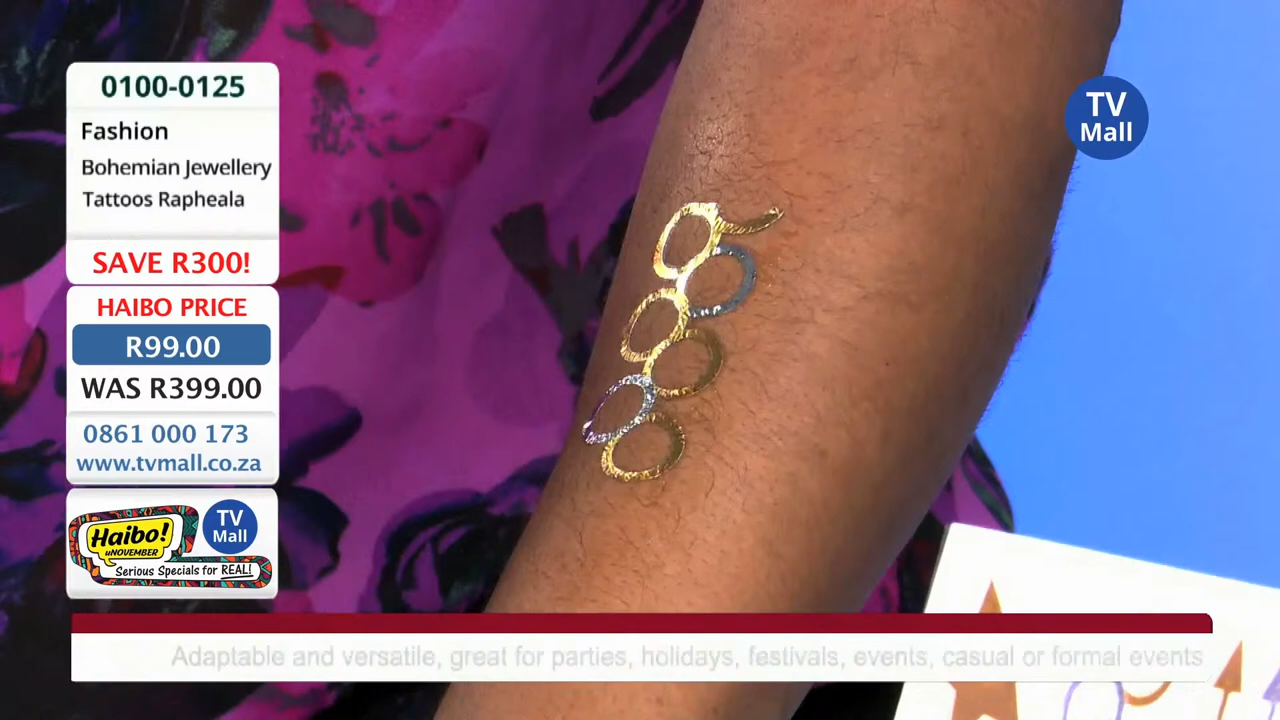 0100-0125
Fashion
Bohemian Jewellery
Tattoos Rapheala
SAVE R300!
HAIBO PRICE
R99.00
WAS R399.00
0861 000 173
www.tvmall.co.za
Haibo!
uNOVEMBER
Serious Specials for REAL!
TV
Mall
TV
Mall
Adaptable and versatile, great for parties, holidays, festivals, events, casual or formal events